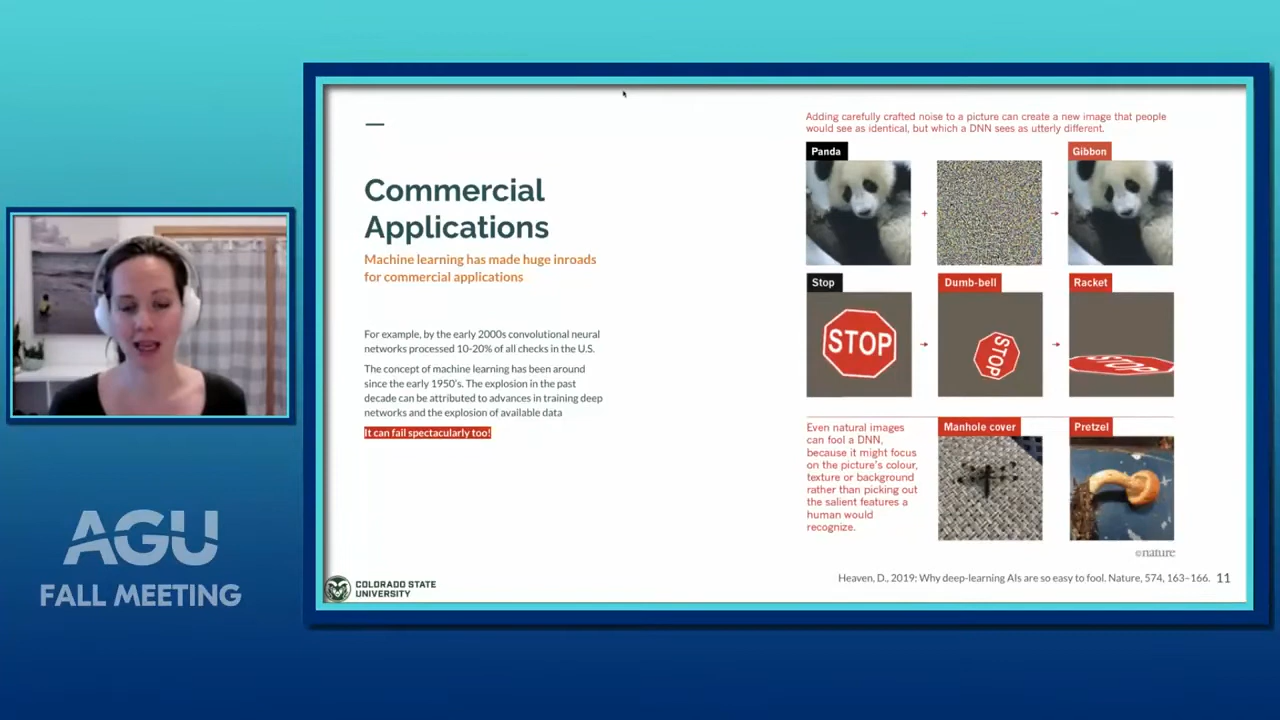 Commercial
Applications
Machine learning has made huge inroads
for commercial applications
For example, by the early 2000s convolutional neural
networks processed 10-20% of all checks in the U.S.
The concept of machine learning has been around
since the early 1950's. The explosion in the past
decade can be attributed to advances in training deep
networks and the explosion of available data
It can fail spectacularly too!
Adding carefully crafted noise to a picture can create a new image that people
would see as identical, but which a DNN sees as utterly different.
Panda
Gibbon
+
Stop
Dumb-bell
Racket
STOP
STOP
STOP
Even natural images
can fool a DNN,
because it might focus
on the picture's colour,
texture or background
rather than picking out
the salient features a
human would
recognize.
Manhole cover
Pretzel
©nature
Heaven, D., 2019: Why deep-learning AIs are so easy to fool. Nature, 574, 163–166. 11
COLORADO STATE
UNIVERSITY
AGU
FALL MEETING